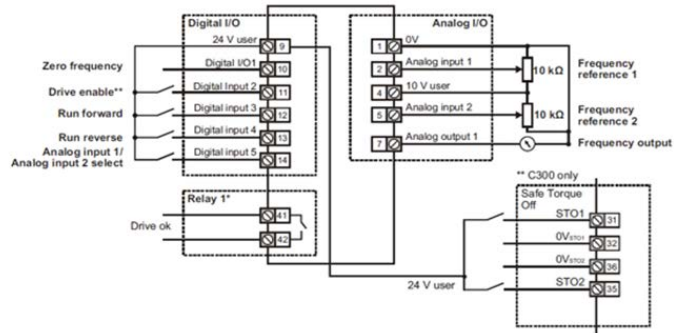 Digital I/O
24 V user
9
Zero frequency
Digital I/O1
10
Drive enable**
Digital Input 2
11
Run forward
Digital input 3
12
Run reverse
Digital input 4
13
Analog input 1/
Analog input 2 select
Digital input 5
14
Relay 1*
41
Drive ok
42
Analog I/O
1
0V
2
Analog input 1
10 kΩ
Frequency
reference 1
4
10 V user
5
Analog input 2
10 kΩ
Frequency
reference 2
7
Analog output 1
Frequency output
** C300 only
Safe Torque
Off
STO1
31
0VSTO1
32
0VSTO2
36
24 V user
STO2
35